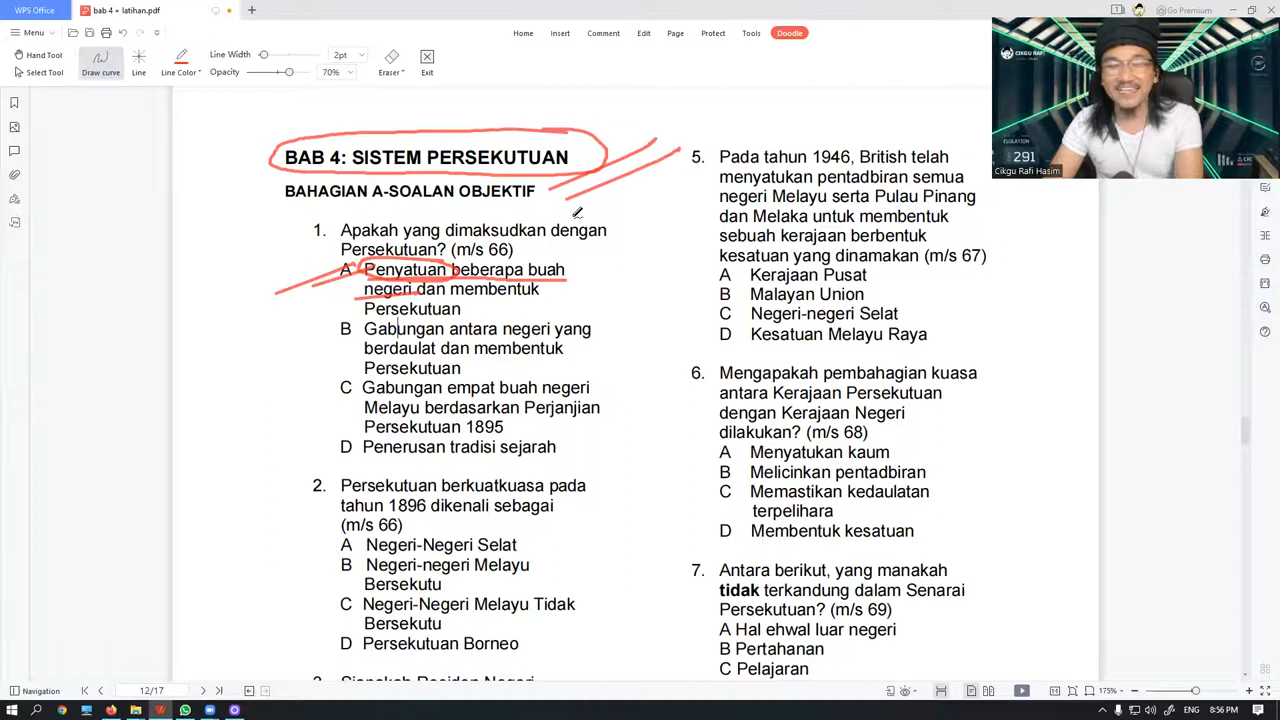 WPS Office
bab 4 + latihan.pdf
Go Premium
Menu
Home
Insert
Comment
Edit
Page
Protect
Tools
Doodle
Hand Tool
Select Tool
Draw curve
Line
Line Color
Line Width
2pt
Opacity
70%
Eraser
Exit
CIKGU RAFI
ISOLATION
291
Cikgu Rafi Hasim
BAB 4: SISTEM PERSEKUTUAN
BAHAGIAN A-SOALAN OBJEKTIF
1. Apakah yang dimaksudkan dengan
Persekutuan? (m/s 66)
A Penyatuan beberapa buah
negeri dan membentuk
Persekutuan
B Gabungan antara negeri yang
berdaulat dan membentuk
Persekutuan
C Gabungan empat buah negeri
Melayu berdasarkan Perjanjian
Persekutuan 1895
D Penerusan tradisi sejarah
2. Persekutuan berkuatkuasa pada
tahun 1896 dikenali sebagai
(m/s 66)
A Negeri-Negeri Selat
B Negeri-negeri Melayu
Bersekutu
C Negeri-Negeri Melayu Tidak
Bersekutu
D Persekutuan Borneo
3. Siapakah Residen Negeri
5. Pada tahun 1946, British telah
menyatukan pentadbiran semua
negeri Melayu serta Pulau Pinang
dan Melaka untuk membentuk
sebuah kerajaan berbentuk
kesatuan yang dinamakan (m/s 67)
A Kerajaan Pusat
B Malayan Union
C Negeri-negeri Selat
D Kesatuan Melayu Raya
6. Mengapakah pembahagian kuasa
antara Kerajaan Persekutuan
dengan Kerajaan Negeri
dilakukan? (m/s 68)
A Menyatukan kaum
B Melicinkan pentadbiran
C Memastikan kedaulatan
terpelihara
D Membentuk kesatuan
7. Antara berikut, yang manakah
tidak terkandung dalam Senarai
Persekutuan? (m/s 69)
A Hal ehwal luar negeri
B Pertahanan
C Pelajaran
Navigation
12/17
175%
ENG
8:56 PM